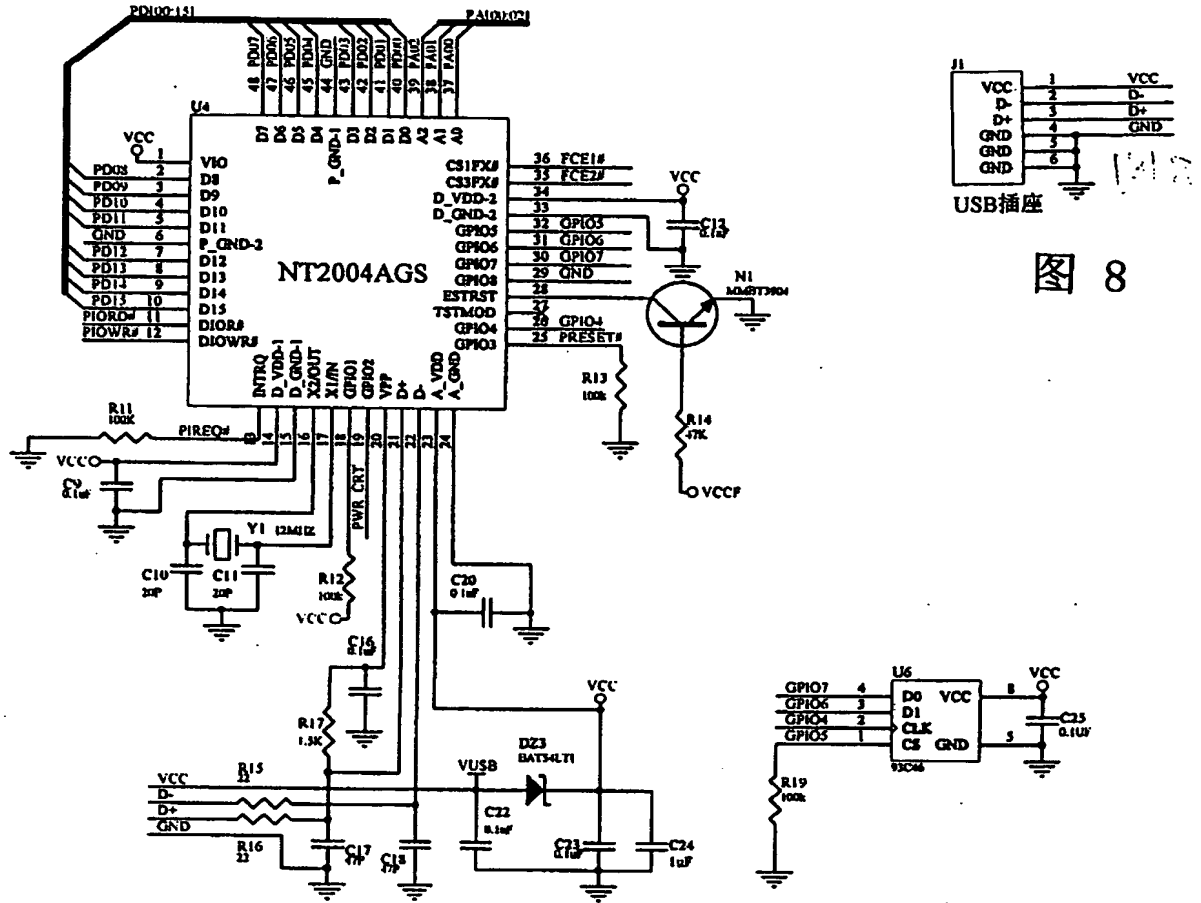 PD[00:15]
PA[00:02]
48 PD07
47 PD06
46 PD05
45 PD04
44 GND
43 PD03
42 PD02
41 PD01
40 PD00
39 PA02
38 PA01
37 PA00
U4
D7
D6
D5
D4
P_GND-1
D3
D2
D1
D0
A2
A1
A0
VCC
1 VIO
PD08 2 D8
PD09 3 D9
PD10 4 D10
PD11 5 D11
GND 6 P_GND-2
PD12 7 D12
PD13 8 D13
PD14 9 D14
PD15 10 D15
PIORD# 11 DIOR#
PIOWR# 12 DIOWR#
NT2004AGS
CS1FX# 36 FCE1#
CS3FX# 35 FCE2#
D_VDD-2 34
D_GND-2 33
GPIO5 32 GPIO5
GPIO6 31 GPIO6
GPIO7 30 GPIO7
GPIO8 29 GND
ESTRST 28
TSTMOD 27
GPIO4 26 GPIO4
GPIO3 25 PRESET#
VCC
C12
0.1uF
N1
MMBT3904
R13
100k
R14
47K
VCCF
INTRQ
D_VDD-1
D_GND-1
X2/OUT
X1/IN
GPIO1
GPIO2
VPP
D+
D-
A_VDD
A_GND
13
14
15
16
17
18
19
20
21
22
23
24
R11
100K
PIREQ#
VCC
C9
0.1uF
Y1 12MHZ
C10
20P
C11
20P
PWR_CRT
R12
100k
VCC
C16
0.1uF
C20
0.1uF
R17
1.5K
VCC
DZ3
BAT54LT1
VUSB
VCC
D-
D+
GND
R15
22
R16
22
C17
47P
C18
47P
C22
0.1uF
C23
0.1uF
C24
1uF
J1
VCC 1 VCC
D- 2 D-
D+ 3 D+
GND 4 GND
GND 5
GND 6
USB插座
图 8
U6
GPIO7 4 D0
GPIO6 3 D1
GPIO4 2 CLK
GPIO5 1 CS
VCC 8
GND 5
93C46
VCC
C25
0.1UF
R19
100k